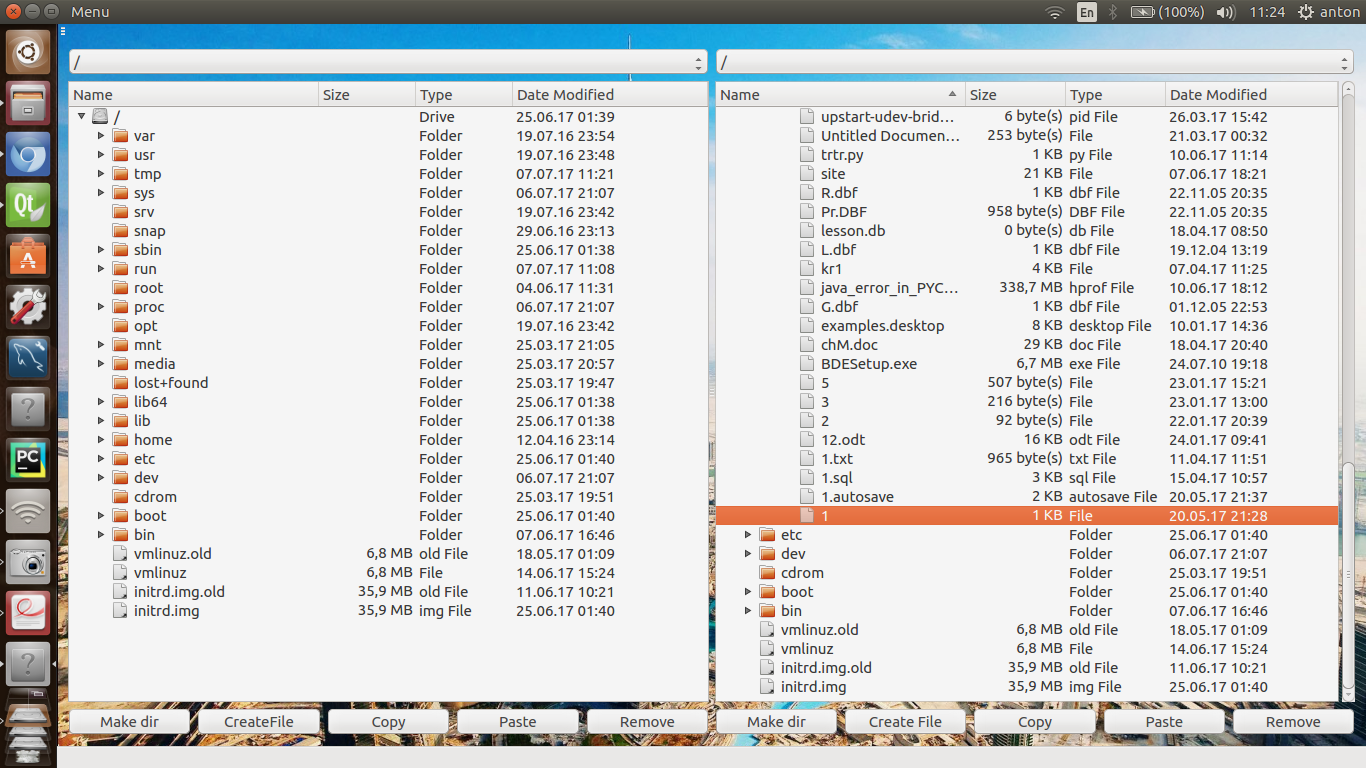 Menu
En (100%) 11:24 anton
/
/
Name Size Type Date Modified
/ Drive 25.06.17 01:39
var Folder 19.07.16 23:54
usr Folder 19.07.16 23:48
tmp Folder 07.07.17 11:21
sys Folder 06.07.17 21:07
srv Folder 19.07.16 23:42
snap Folder 29.06.16 23:13
sbin Folder 25.06.17 01:38
run Folder 07.07.17 11:08
root Folder 04.06.17 11:31
proc Folder 06.07.17 21:07
opt Folder 19.07.16 23:42
mnt Folder 25.03.17 21:05
media Folder 25.03.17 20:57
lost+found Folder 25.03.17 19:47
lib64 Folder 25.06.17 01:38
lib Folder 25.06.17 01:38
home Folder 12.04.16 23:14
etc Folder 25.06.17 01:40
dev Folder 06.07.17 21:07
cdrom Folder 25.03.17 19:51
boot Folder 25.06.17 01:40
bin Folder 07.06.17 16:46
vmlinuz.old 6,8 MB old File 18.05.17 01:09
vmlinuz 6,8 MB File 14.06.17 15:24
initrd.img.old 35,9 MB old File 11.06.17 10:21
initrd.img 35,9 MB img File 25.06.17 01:40
Make dir CreateFile Copy Paste Remove
Name Size Type Date Modified
upstart-udev-brid... 6 byte(s) pid File 26.03.17 15:42
Untitled Documen... 253 byte(s) File 21.03.17 00:32
trtr.py 1 KB py File 10.06.17 11:14
site 21 KB File 07.06.17 18:21
R.dbf 1 KB dbf File 22.11.05 20:35
Pr.DBF 958 byte(s) DBF File 22.11.05 20:35
lesson.db 0 byte(s) db File 18.04.17 08:50
L.dbf 1 KB dbf File 19.12.04 13:19
kr1 4 KB File 07.04.17 11:25
java_error_in_PYC... 338,7 MB hprof File 10.06.17 18:12
G.dbf 1 KB dbf File 01.12.05 22:53
examples.desktop 8 KB desktop File 10.01.17 14:36
chM.doc 29 KB doc File 18.04.17 20:40
BDESetup.exe 6,7 MB exe File 24.07.10 19:18
5 507 byte(s) File 23.01.17 15:21
3 216 byte(s) File 23.01.17 13:00
2 92 byte(s) File 22.01.17 20:39
12.odt 16 KB odt File 24.01.17 09:41
1.txt 965 byte(s) txt File 11.04.17 11:51
1.sql 3 KB sql File 15.04.17 10:57
1.autosave 2 KB autosave File 20.05.17 21:37
1 1 KB File 20.05.17 21:28
etc Folder 25.06.17 01:40
dev Folder 06.07.17 21:07
cdrom Folder 25.03.17 19:51
boot Folder 25.06.17 01:40
bin Folder 07.06.17 16:46
vmlinuz.old 6,8 MB old File 18.05.17 01:09
vmlinuz 6,8 MB File 14.06.17 15:24
initrd.img.old 35,9 MB old File 11.06.17 10:21
initrd.img 35,9 MB img File 25.06.17 01:40
Make dir Create File Copy Paste Remove
Qt
A
PC
?
?